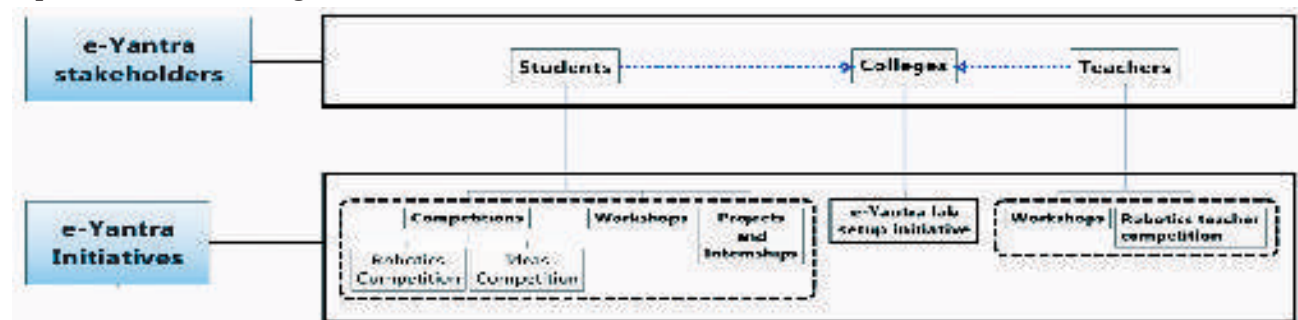 e-Yantra
stakeholders
Students
Colleges
Teachers
e-Yantra
Initiatives
Competitions
Workshops
Projects
and
Internships
Robotics
Competition
Ideas
Competition
e-Yantra lab
setup initiative
Workshops
Robotics teacher
competition